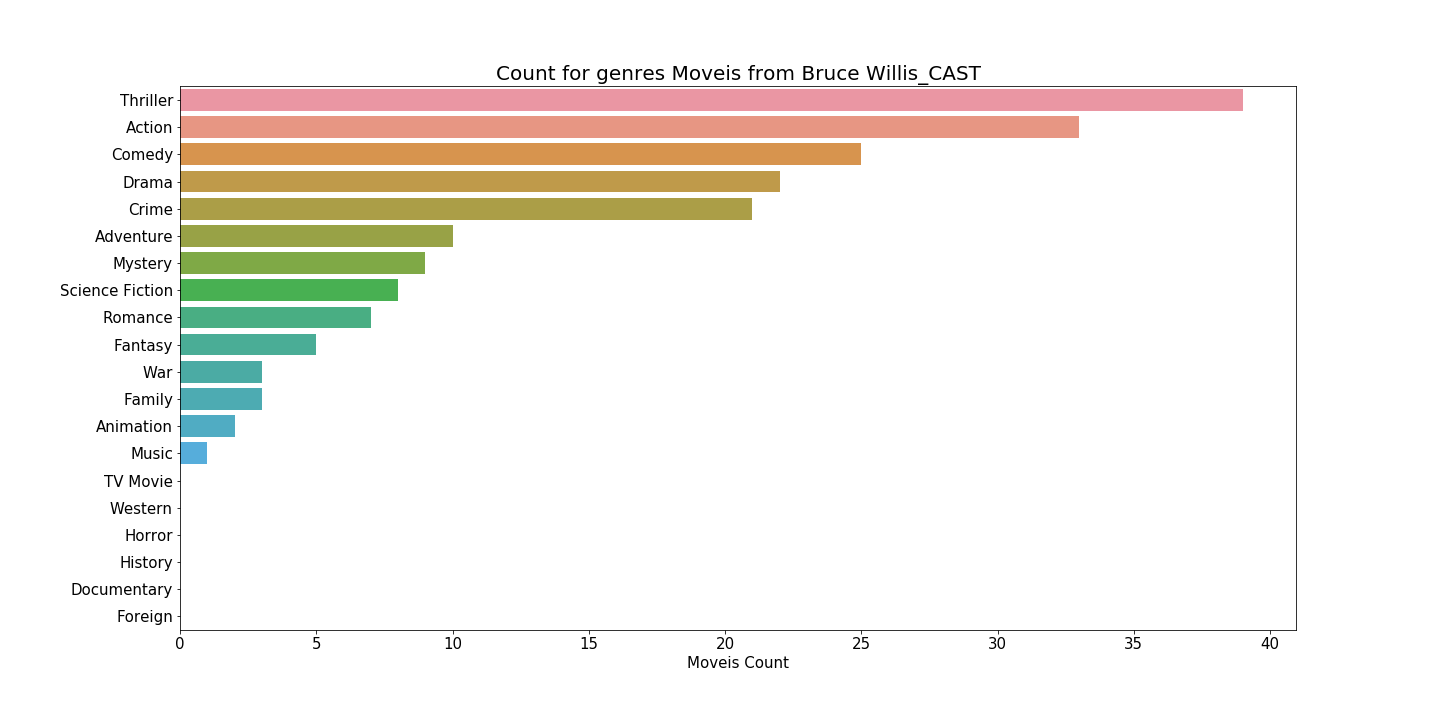 Count for genres Moveis from Bruce Willis_CAST
Thriller
Action
Comedy
Drama
Crime
Adventure
Mystery
Science Fiction
Romance
Fantasy
War
Family
Animation
Music
TV Movie
Western
Horror
History
Documentary
Foreign
0 5 10 15 20 25 30 35 40
Moveis Count